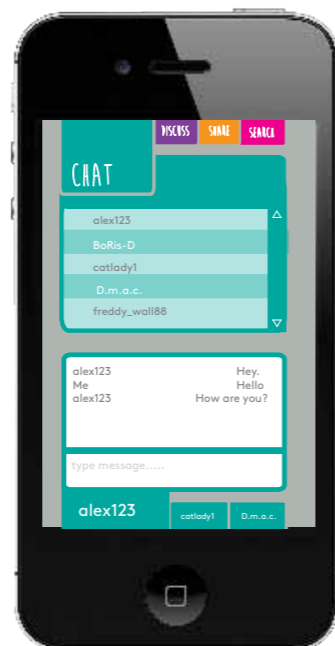 DISCUSS SHARE SEARCH
CHAT
alex123
BoRis-D
catlady1
D.m.a.c.
freddy_wall88
alex123 Hey.
Me Hello
alex123 How are you?
type message.....
alex123 catlady1 D.m.a.c.